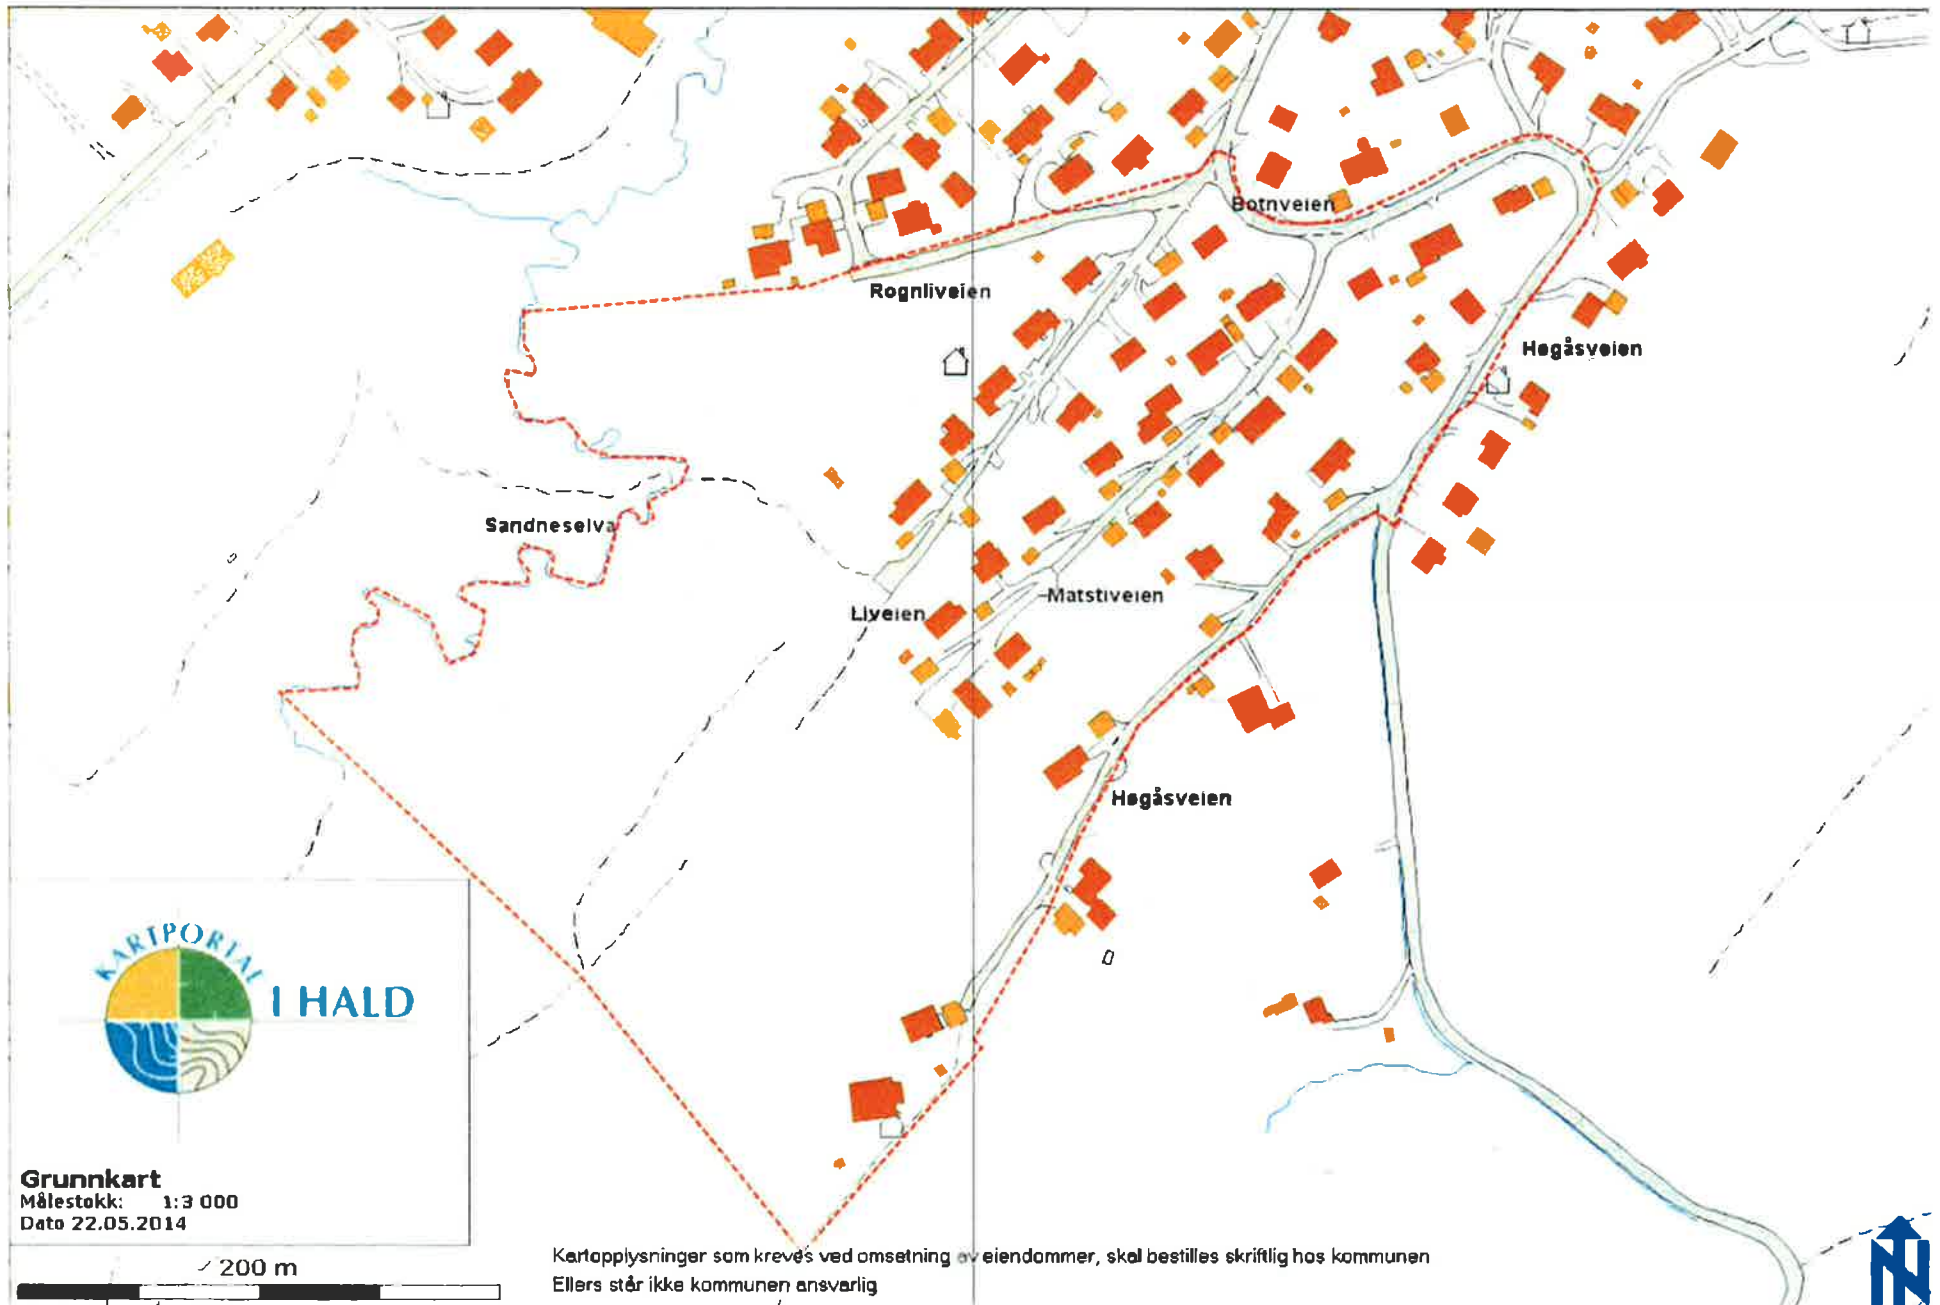 Botnveien
Rognliveien
Høgåsveien
Sandneselva
Liveien
Matstiveien
Høgåsveien
KARTPORTAL
I HALD
Grunnkart
Målestokk: 1:3 000
Dato 22.05.2014
200 m
Kartopplysninger som kreves ved omsetning av eiendommer, skal bestilles skriftlig hos kommunen
Ellers står ikke kommunen ansvarlig
N